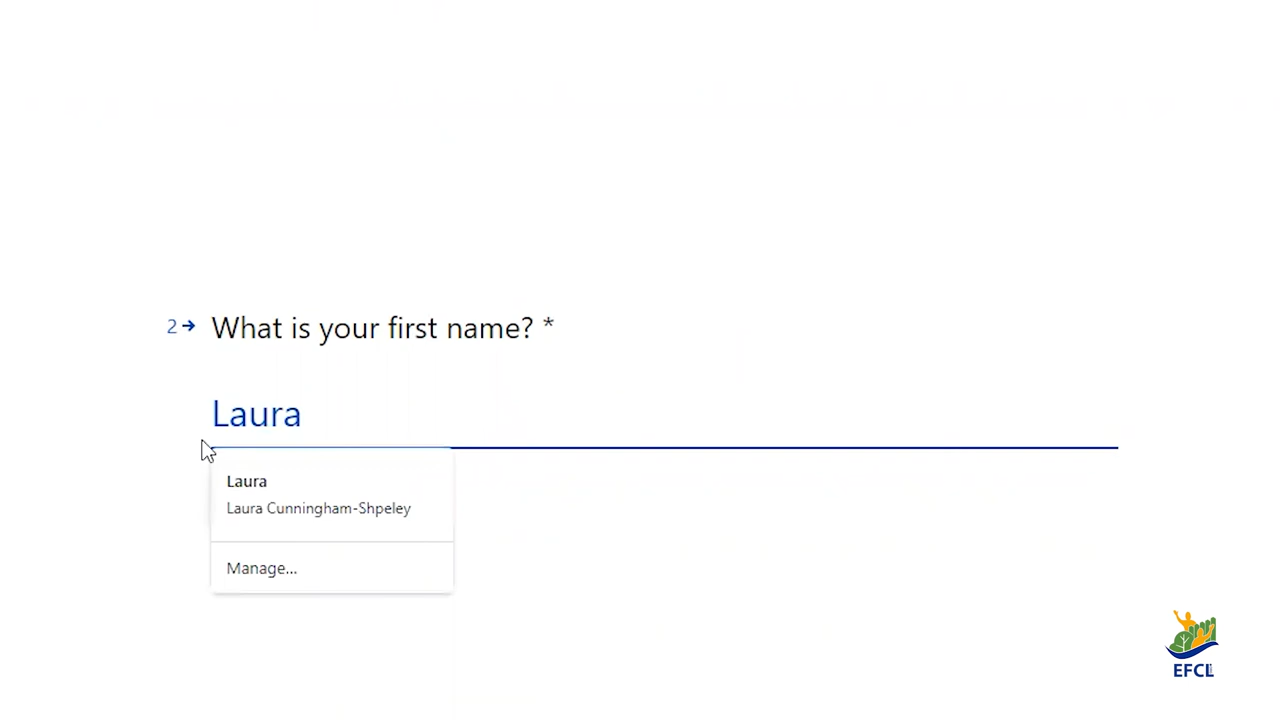 2 What is your first name? *
Laura
Laura
Laura Cunningham-Shpeley
Manage...
EFCL